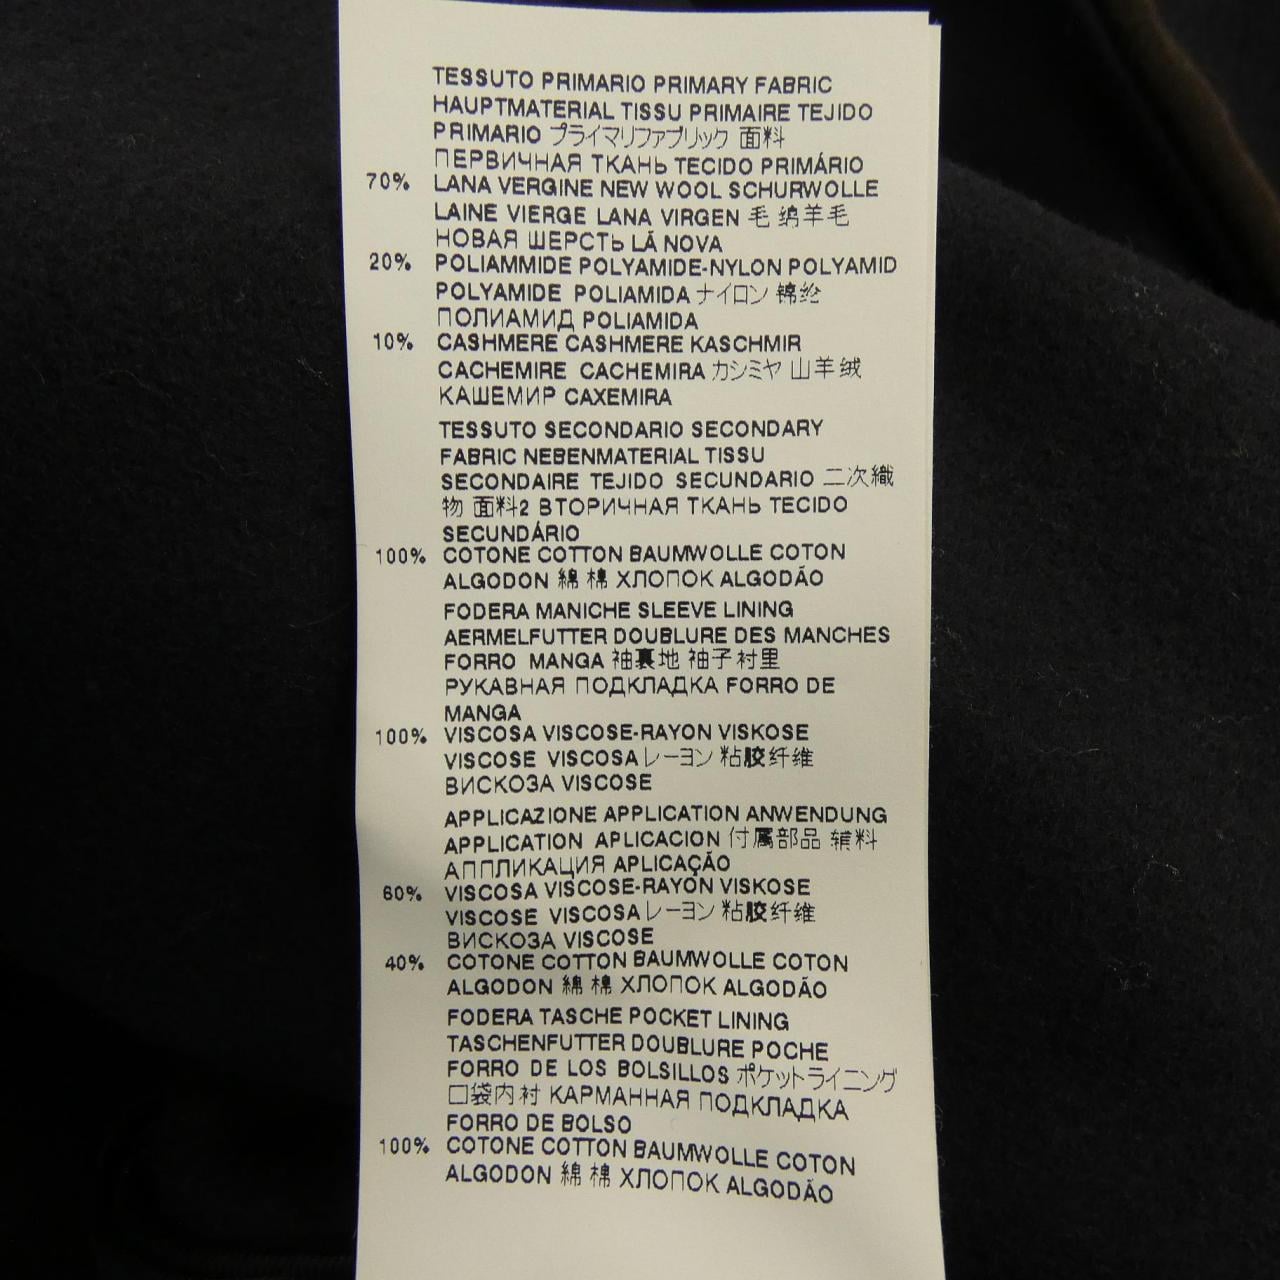 TESSUTO PRIMARIO PRIMARY FABRIC
HAUPTMATERIAL TISSU PRIMAIRE TEJIDO
PRIMARIO プライマリファブリック 面料
ПЕРВИЧНАЯ ТКАНЬ TECIDO PRIMÁRIO
70% LANA VERGINE NEW WOOL SCHURWOLLE
LAINE VIERGE LANA VIRGEN 毛 绵羊毛
НОВАЯ ШЕРСТЬ LÃ NOVA
20% POLIAMMIDE POLYAMIDE-NYLON POLYAMID
POLYAMIDE POLIAMIDA ナイロン 锦纶
ПОЛИАМИД POLIAMIDA
10% CASHMERE CASHMERE KASCHMIR
CACHEMIRE CACHEMIRA カシミヤ 山羊绒
КАШЕМИР CAXEMIRA
TESSUTO SECONDARIO SECONDARY
FABRIC NEBENMATERIAL TISSU
SECONDAIRE TEJIDO SECUNDARIO 二次織
物 面料2 ВТОРИЧНАЯ ТКАНЬ TECIDO
SECUNDÁRIO
100% COTONE COTTON BAUMWOLLE COTON
ALGODON 綿 棉 ХЛОПОК ALGODÃO
FODERA MANICHE SLEEVE LINING
AERMELFUTTER DOUBLURE DES MANCHES
FORRO MANGA 袖裏地 袖子衬里
РУКАВНАЯ ПОДКЛАДКА FORRO DE
MANGA
100% VISCOSA VISCOSE-RAYON VISKOSE
VISCOSE VISCOSA レーヨン 粘胶纤维
ВИСКОЗА VISCOSE
APPLICAZIONE APPLICATION ANWENDUNG
APPLICATION APLICACION 付属部品 辅料
АППЛИКАЦИЯ APLICAÇÃO
60% VISCOSA VISCOSE-RAYON VISKOSE
VISCOSE VISCOSA レーヨン 粘胶纤维
ВИСКОЗА VISCOSE
40% COTONE COTTON BAUMWOLLE COTON
ALGODON 綿 棉 ХЛОПОК ALGODÃO
FODERA TASCHE POCKET LINING
TASCHENFUTTER DOUBLURE POCHE
FORRO DE LOS BOLSILLOS ポケットライニング
口袋内衬 КАРМАННАЯ ПОДКЛАДКА
FORRO DE BOLSO
100% COTONE COTTON BAUMWOLLE COTON
ALGODON 綿 棉 ХЛОПОК ALGODÃO